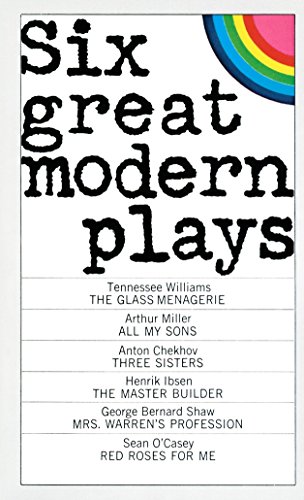 Six
great
modern
plays
Tennessee Williams
THE GLASS MENAGERIE
Arthur Miller
ALL MY SONS
Anton Chekhov
THREE SISTERS
Henrik Ibsen
THE MASTER BUILDER
George Bernard Shaw
MRS. WARREN'S PROFESSION
Sean O'Casey
RED ROSES FOR ME